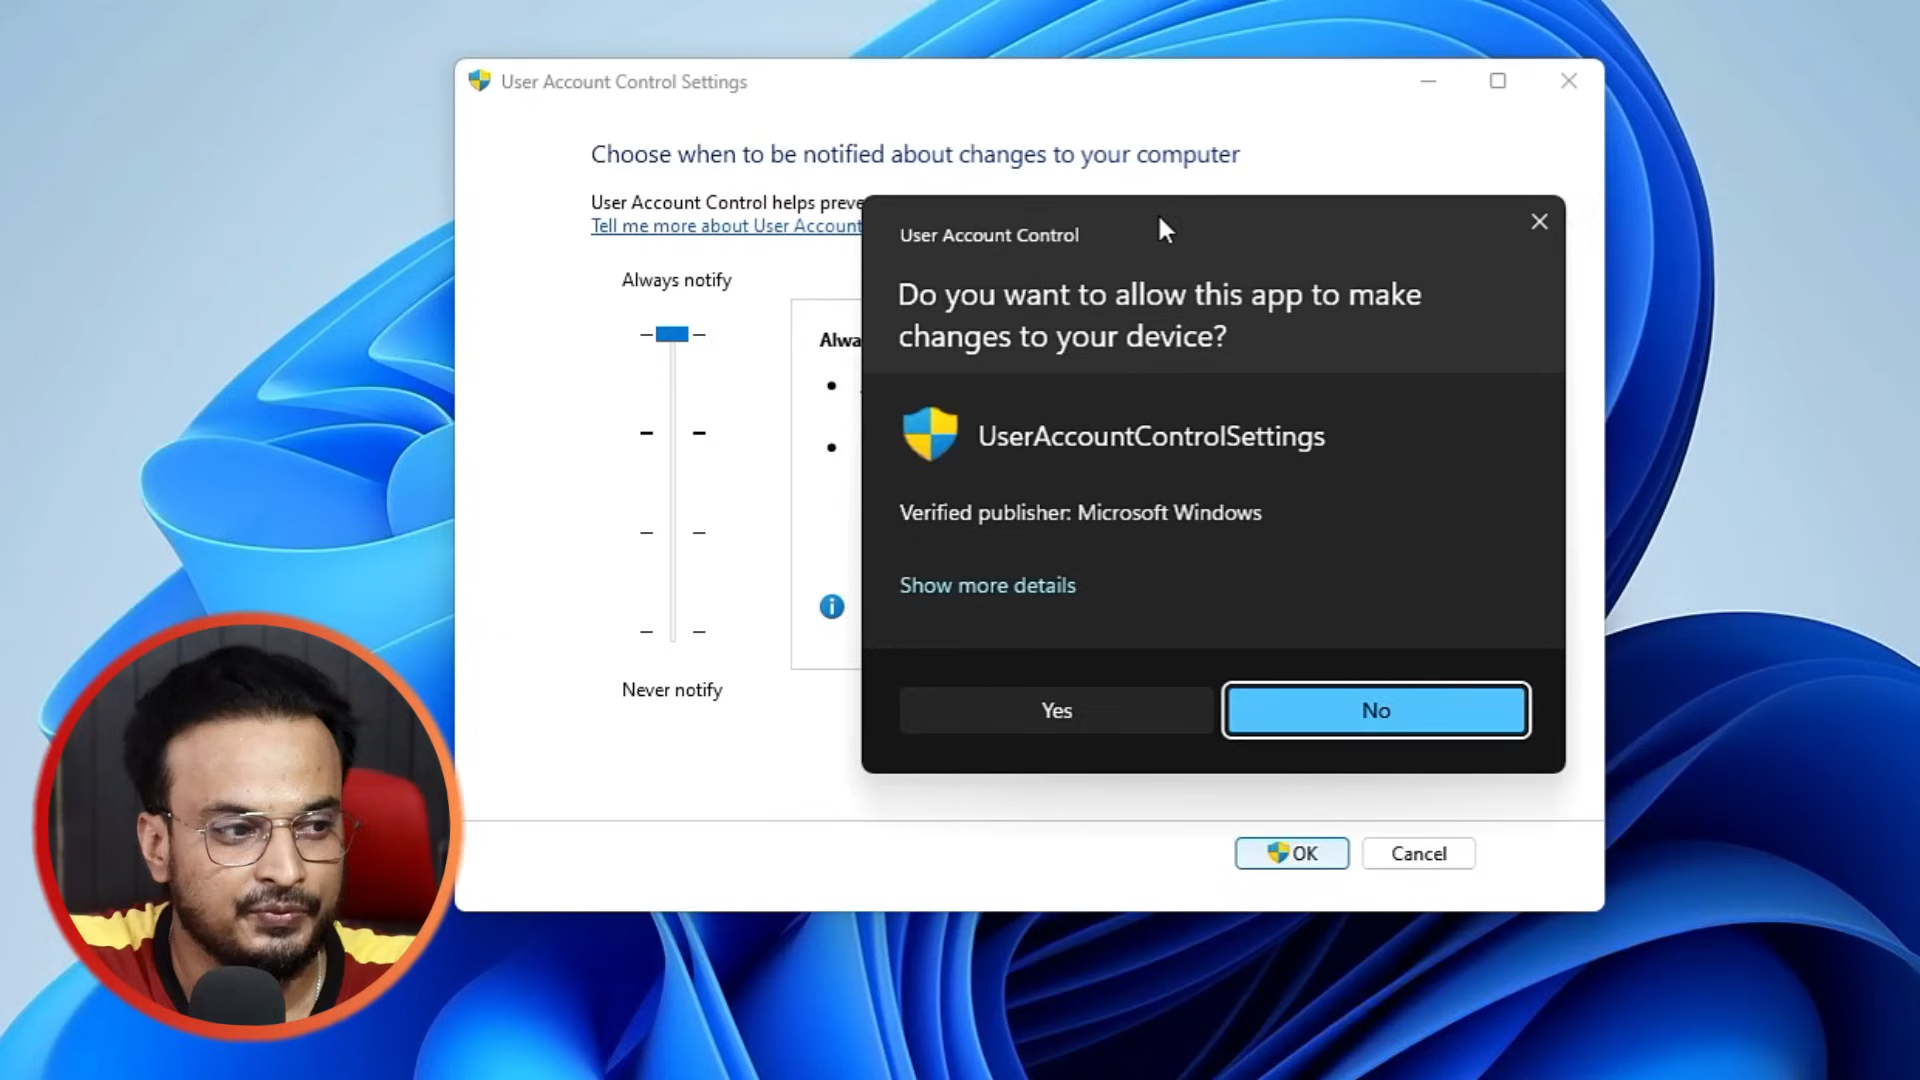 User Account Control Settings
Choose when to be notified about changes to your computer
User Account Control helps preve
Tell me more about User Account
Always notify
Alwa
Never notify
OK
Cancel
User Account Control
Do you want to allow this app to make
changes to your device?
UserAccountControlSettings
Verified publisher: Microsoft Windows
Show more details
Yes
No